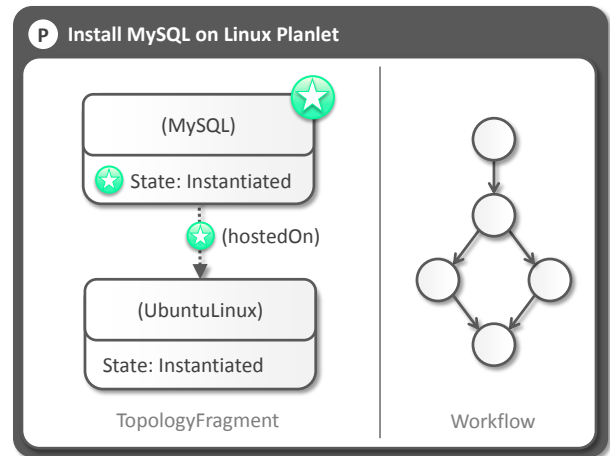 P Install MySQL on Linux Planlet
(MySQL)
State: Instantiated
(hostedOn)
(UbuntuLinux)
State: Instantiated
TopologyFragment
Workflow